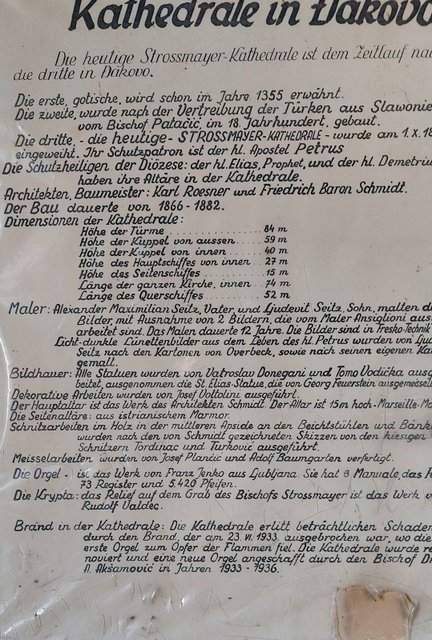 Kathedrale in Đakovo
Die heutige Strossmayer-Kathedrale ist dem Zeitlauf nac
die dritte in Đakovo.
Die erste, gotische, wird schon im Jahre 1355 erwähnt.
Die zweite, wurde nach der Vertreibung der Türken aus Slawonie
vom Bischof Patačić, im 18. Jahrhundert, gebaut.
Die dritte, - die heutige - STROSSMAYER-KATHEDRALE - wurde am 1. X. 18
eingeweiht. Ihr Schutzpatron ist der hl. Apostel Petrus
Die Schutzheiligen der Diözese: der hl. Elias, Prophet, und der hl. Demetriu
haben ihre Altäre in der Kathedrale.
Architekten, Baumeister: Karl Roesner und Friedrich Baron Schmidt.
Der Bau dauerte von 1866 - 1882.
Dimensionen der Kathedrale:
Höhe der Türme .................... 84 m
Höhe der Kuppel von aussen ........ 59 m
Höhe der Kuppel von innen ......... 40 m
Höhe des Hauptschiffes von innen .. 27 m
Höhe des Seitenschiffes ........... 15 m
Länge der ganzen Kirche, innen .... 74 m
Länge des Querschiffes ............ 52 m
Maler: Alexander Maximilian Seitz, Vater, und Ljudevit Seitz, Sohn, malten d
Bilder, mit Ausnahme von 2 Bildern, die vom Maler Ansiglioni aus
arbeitet sind. Das Malen dauerte 12 Jahre. Die Bilder sind in Fresko-Technik
Licht-dunkle Lünettenbilder aus dem Leben des hl. Petrus wurden von Ljud
Seitz nach den Kartonen von Overbeck, sowie nach seinen eigenen Kar
gemalt.
Bildhauer: Alle Statuen wurden von Vatroslav Donegani und Tomo Vodička ausg
beitet, ausgenommen die St. Elias-Statue, die von Georg Feuerstein ausgemeisselt
Dekorative Arbeiten wurden von Josef Voltolini ausgeführt.
Der Hauptaltar ist das Werk des Architekten Schmidt. Der Altar ist 15m hoch. - Marseille-Mar
Die Seitenaltäre: aus istranischem Marmor.
Schnitzarbeiten im Holz in der mittleren Apside an den Beichtstühlen und Bänk
wurden nach den von Schmidt gezeichneten Skizzen von den hiesigen
Schnitzern Tordinac und Turković ausgeführt.
Meisselarbeiten wurden von Josef Plančić und Adolf Baumgarten verfertigt.
Die Orgel - ist das Werk von Franz Jenko aus Ljubljana. Sie hat 3 Manuale, das Fe
73 Register und 5.420 Pfeifen.
Die Krypta: das Relief auf dem Grab des Bischofs Strossmayer ist das Werk v
Rudolf Valdec.
Brand in der Kathedrale: Die Kathedrale erlitt beträchtlichen Schaden
durch den Brand, der am 23. VII. 1933. ausgebrochen war, wo die
erste Orgel zum Opfer der Flammen fiel. Die Kathedrale wurde re
noviert und eine neue Orgel angeschafft durch den Bischof Dr
A. Akšamović in Jahren 1933 - 1936.